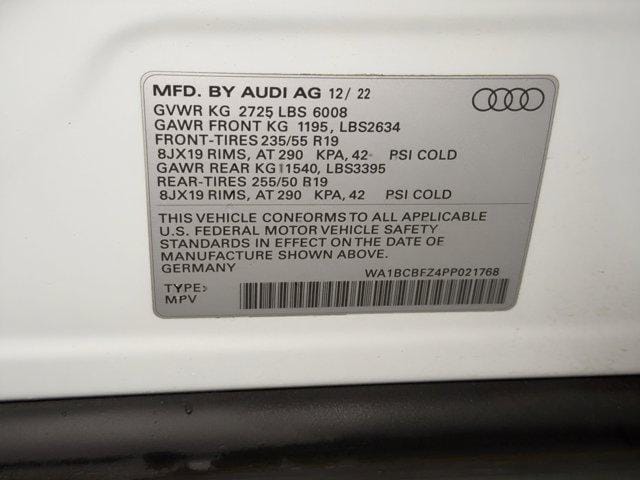 MFD. BY AUDI AG 12/ 22
GVWR KG 2725 LBS 6008
GAWR FRONT KG 1195, LBS2634
FRONT-TIRES 235/55 R19
8JX19 RIMS, AT 290 KPA, 42 PSI COLD
GAWR REAR KG 1540, LBS3395
REAR-TIRES 255/50 R19
8JX19 RIMS, AT 290 KPA, 42 PSI COLD
THIS VEHICLE CONFORMS TO ALL APPLICABLE
U.S. FEDERAL MOTOR VEHICLE SAFETY
STANDARDS IN EFFECT ON THE DATE OF
MANUFACTURE SHOWN ABOVE.
GERMANY WA1BCBFZ4PP021768
TYPE:
MPV